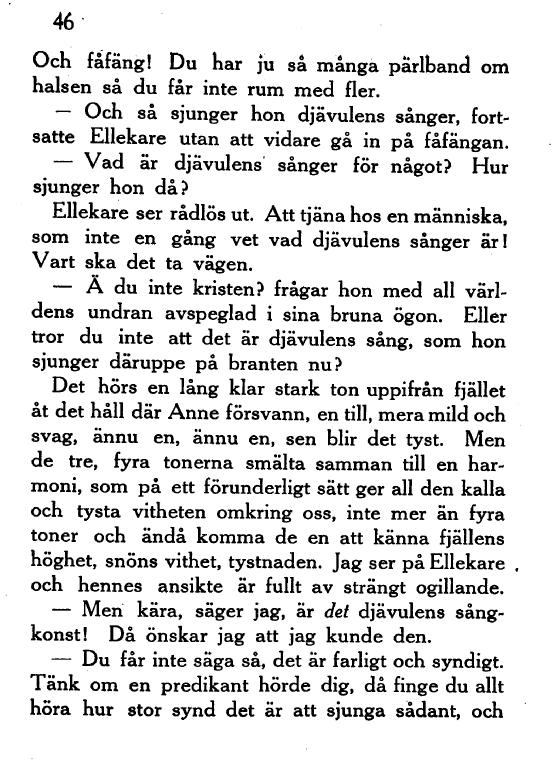 46
Och fåfäng! Du har ju så många pärlband om
halsen så du får inte rum med fler.
— Och så sjunger hon djävulens sånger, fort-
satte Ellekare utan att vidare gå in på fåfängan.
— Vad är djävulens sånger för något? Hur
sjunger hon då?
Ellekare ser rådlös ut. Att tjäna hos en människa,
som inte en gång vet vad djävulens sånger är!
Vart ska det ta vägen.
— Ä du inte kristen? frågar hon med all värl-
dens undran avspeglad i sina bruna ögon. Eller
tror du inte att det är djävulens sång, som hon
sjunger däruppe på branten nu?
Det hörs en lång klar stark ton uppifrån fjället
åt det håll där Anne försvann, en till, mera mild och
svag, ännu en, ännu en, sen blir det tyst. Men
de tre, fyra tonerna smälta samman till en har-
moni, som på ett förunderligt sätt ger all den kalla
och tysta vitheten omkring oss, inte mer än fyra
toner och ändå komma de en att känna fjällens
höghet, snöns vithet, tystnaden. Jag ser på Ellekare
och hennes ansikte är fullt av strängt ogillande.
— Men kära, säger jag, är det djävulens sång-
konst! Då önskar jag att jag kunde den.
— Du får inte säga så, det är farligt och syndigt.
Tänk om en predikant hörde dig, då finge du allt
höra hur stor synd det är att sjunga sådant, och